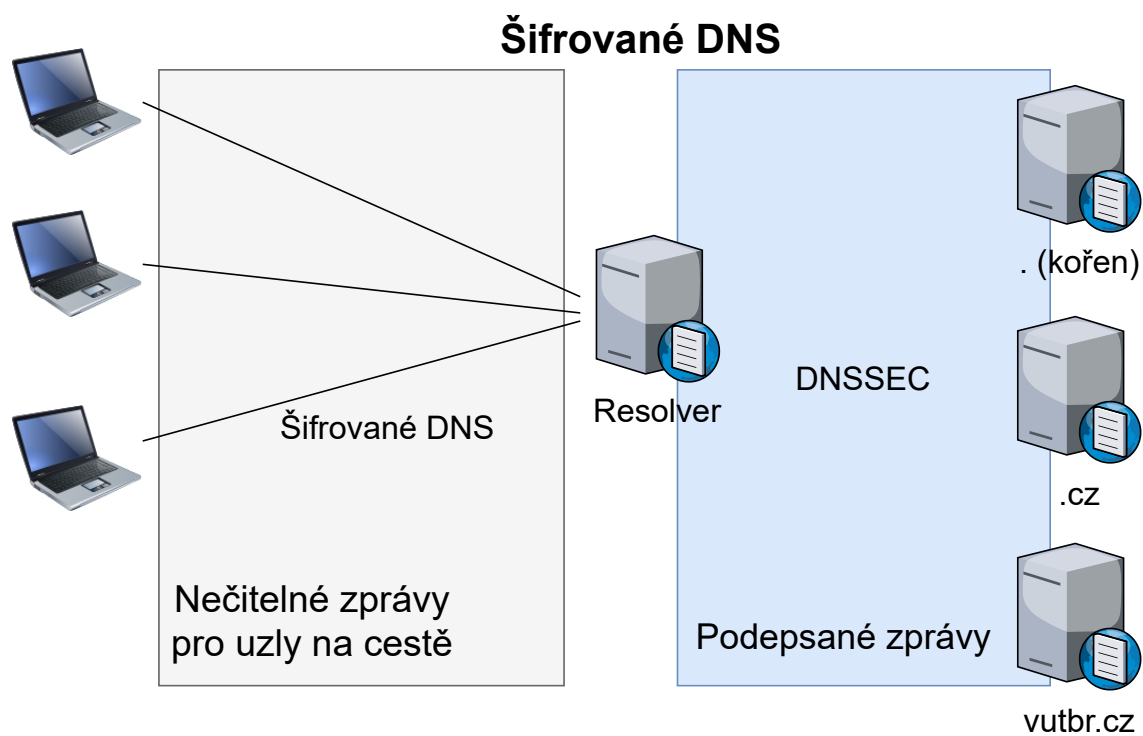 Šifrované DNS
. (kořen)
DNSSEC
Resolver
Šifrované DNS
.cz
Nečitelné zprávy
pro uzly na cestě
Podepsané zprávy
vutbr.cz